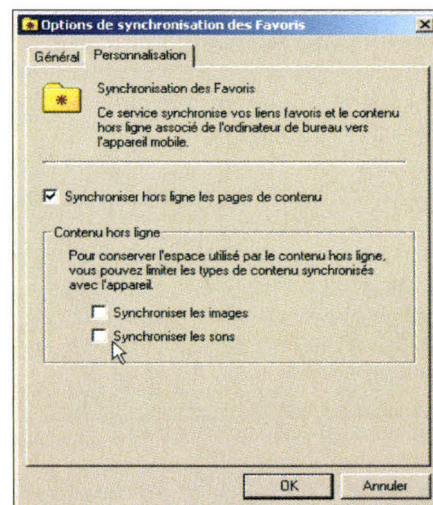 Options de synchronisation des Favoris
Général
Personnalisation
Synchronisation des Favoris
Ce service synchronise vos liens favoris et le contenu
hors ligne associé de l'ordinateur de bureau vers
l'appareil mobile.
Synchroniser hors ligne les pages de contenu
Contenu hors ligne
Pour conserver l'espace utilisé par le contenu hors ligne,
vous pouvez limiter les types de contenu synchronisés
avec l'appareil.
Synchroniser les images
Synchroniser les sons
OK
Annuler